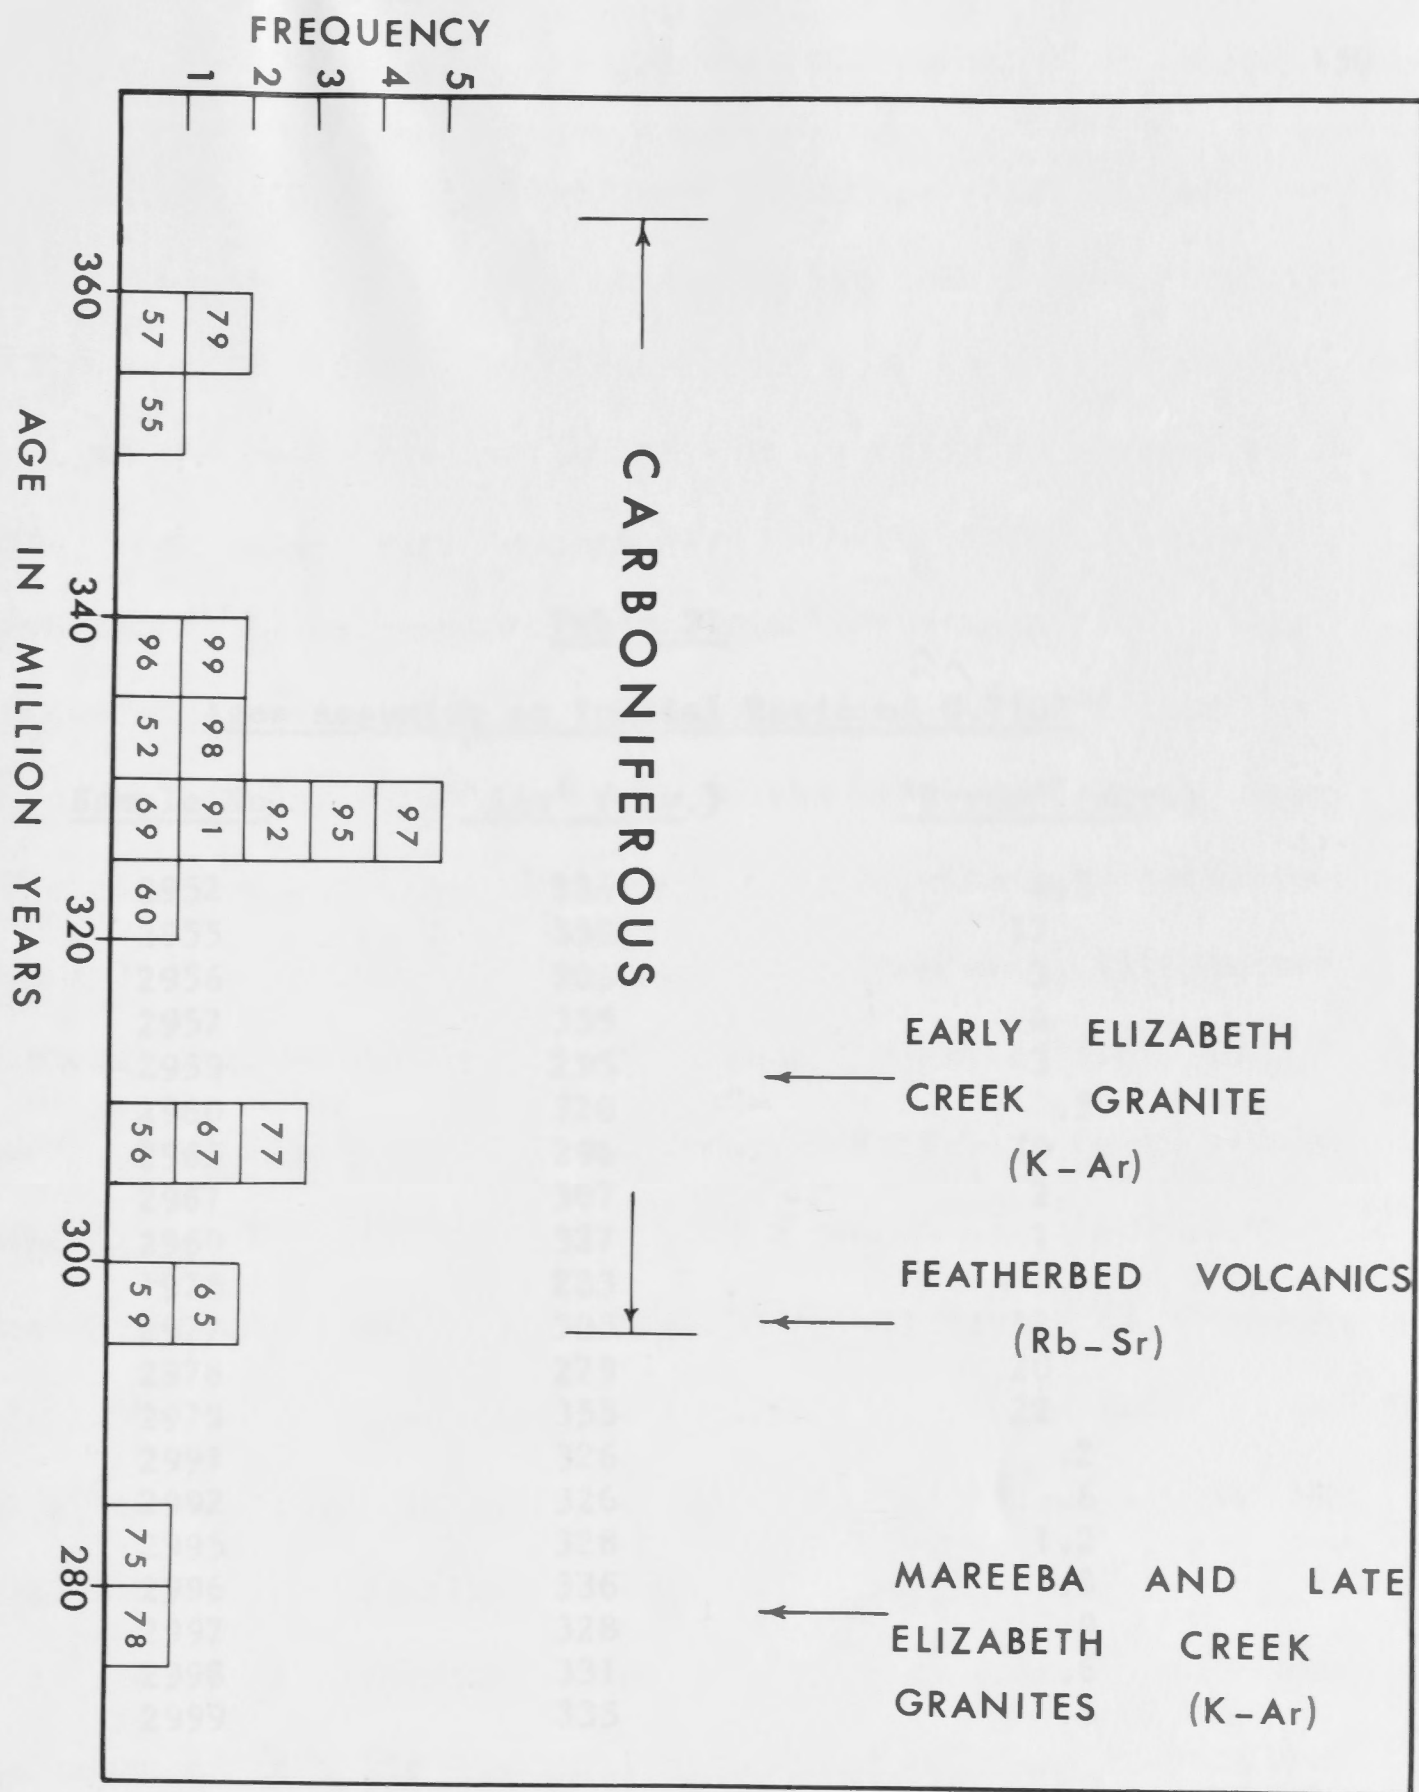 FREQUENCY
1 2 3 4 5
360
340
320
300
280
AGE IN MILLION YEARS
57 79
55
96 99
52 98
69 91 92 95 97
60
56 67 77
59 65
75
78
CARBONIFEROUS
EARLY ELIZABETH
CREEK GRANITE
(K-Ar)
FEATHERBED VOLCANICS
(Rb-Sr)
MAREEBA AND LATE
ELIZABETH CREEK
GRANITES (K-Ar)